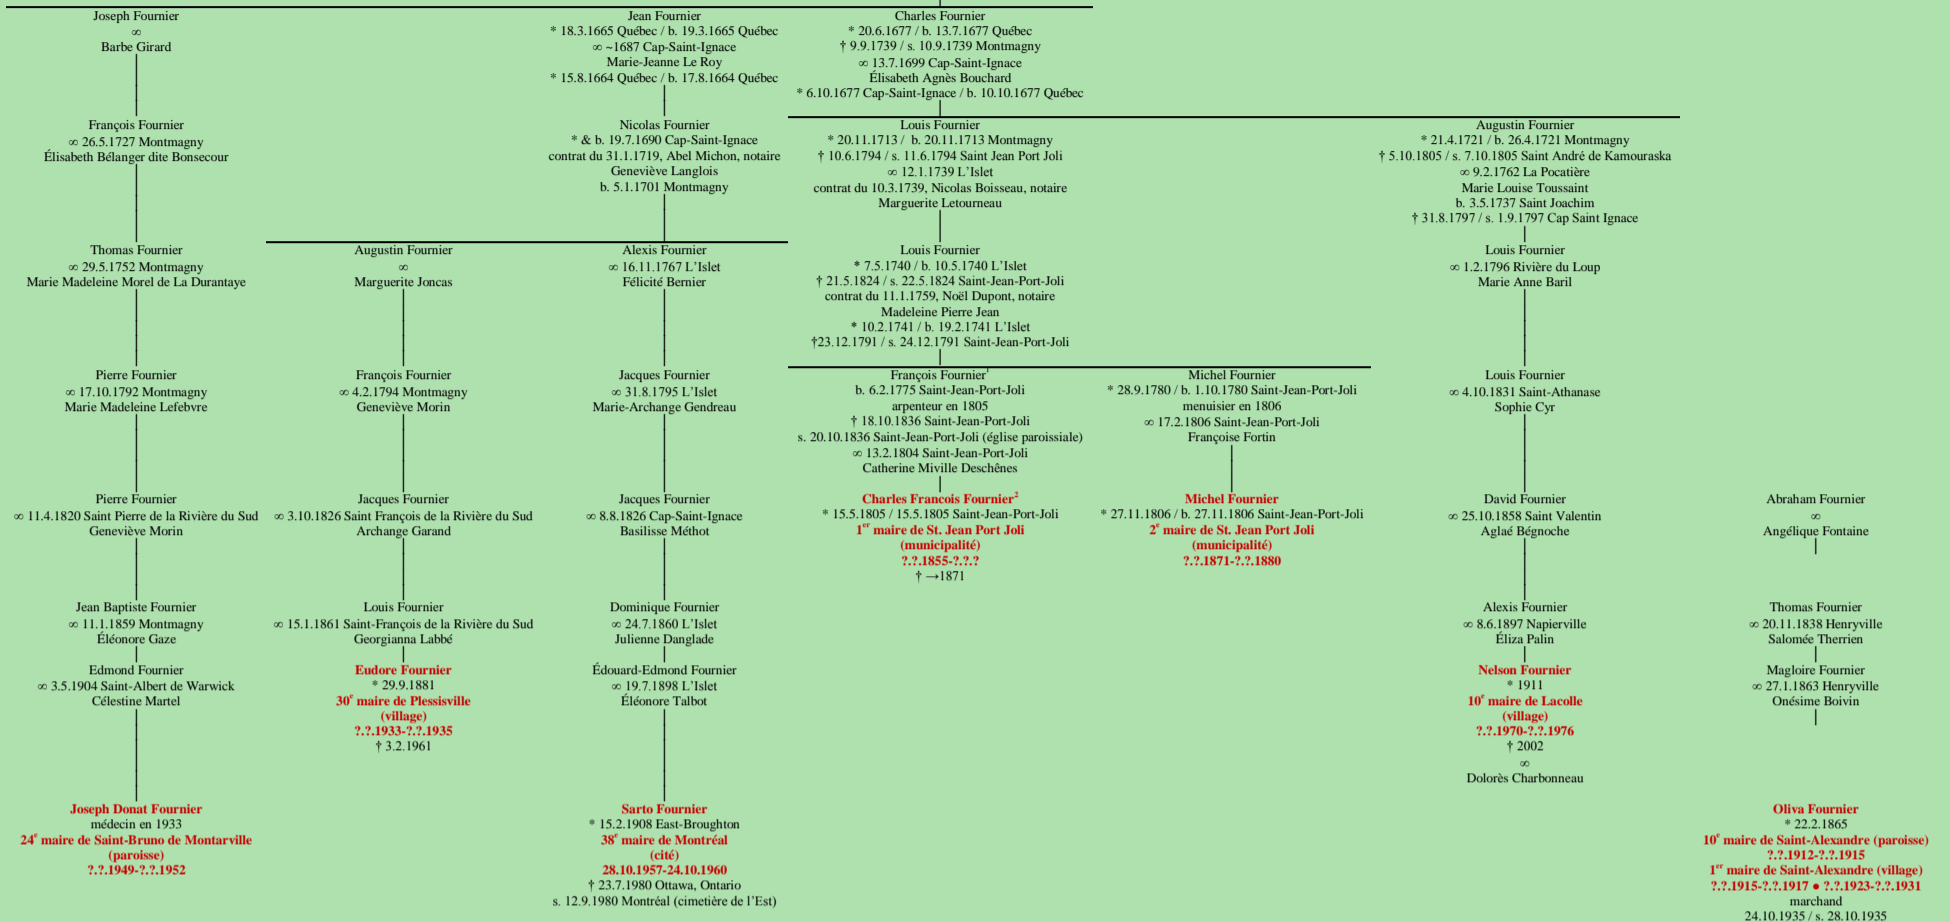 Joseph Fournier
∞
Barbe Girard
Jean Fournier
* 18.3.1665 Québec / b. 19.3.1665 Québec
∞ ~1687 Cap-Saint-Ignace
Marie-Jeanne Le Roy
* 15.8.1664 Québec / b. 17.8.1664 Québec
Charles Fournier
* 20.6.1677 / b. 13.7.1677 Québec
† 9.9.1739 / s. 10.9.1739 Montmagny
∞ 13.7.1699 Cap-Saint-Ignace
Élisabeth Agnès Bouchard
* 6.10.1677 Cap-Saint-Ignace / b. 10.10.1677 Québec
François Fournier
∞ 26.5.1727 Montmagny
Élisabeth Bélanger dite Bonsecour
Nicolas Fournier
* & b. 19.7.1690 Cap-Saint-Ignace
contrat du 31.1.1719, Abel Michon, notaire
Geneviève Langlois
b. 5.1.1701 Montmagny
Louis Fournier
* 20.11.1713 / b. 20.11.1713 Montmagny
† 10.6.1794 / s. 11.6.1794 Saint Jean Port Joli
∞ 12.1.1739 L'Islet
contrat du 10.3.1739, Nicolas Boisseau, notaire
Marguerite Letourneau
Augustin Fournier
* 21.4.1721 / b. 26.4.1721 Montmagny
† 5.10.1805 / s. 7.10.1805 Saint André de Kamouraska
∞ 9.2.1762 La Pocatière
Marie Louise Toussaint
b. 3.5.1737 Saint Joachim
† 31.8.1797 / s. 1.9.1797 Cap Saint Ignace
Thomas Fournier
∞ 29.5.1752 Montmagny
Marie Madeleine Morel de La Durantaye
Augustin Fournier
∞
Marguerite Joncas
Alexis Fournier
∞ 16.11.1767 L'Islet
Félicité Bernier
Louis Fournier
* 7.5.1740 / b. 10.5.1740 L'Islet
† 21.5.1824 / s. 22.5.1824 Saint-Jean-Port-Joli
contrat du 11.1.1759, Noël Dupont, notaire
Madeleine Pierre Jean
* 10.2.1741 / b. 19.2.1741 L'Islet
†23.12.1791 / s. 24.12.1791 Saint-Jean-Port-Joli
Louis Fournier
∞ 1.2.1796 Rivière du Loup
Marie Anne Baril
Pierre Fournier
∞ 17.10.1792 Montmagny
Marie Madeleine Lefebvre
François Fournier
∞ 4.2.1794 Montmagny
Geneviève Morin
Jacques Fournier
∞ 31.8.1795 L'Islet
Marie-Archange Gendreau
François Fournier¹
b. 6.2.1775 Saint-Jean-Port-Joli
arpenteur en 1805
† 18.10.1836 Saint-Jean-Port-Joli
s. 20.10.1836 Saint-Jean-Port-Joli (église paroissiale)
∞ 13.2.1804 Saint-Jean-Port-Joli
Catherine Miville Deschênes
Michel Fournier
* 28.9.1780 / b. 1.10.1780 Saint-Jean-Port-Joli
menuisier en 1806
∞ 17.2.1806 Saint-Jean-Port-Joli
Françoise Fortin
Louis Fournier
∞ 4.10.1831 Saint-Athanase
Sophie Cyr
Pierre Fournier
∞ 11.4.1820 Saint Pierre de la Rivière du Sud
Geneviève Morin
Jacques Fournier
∞ 3.10.1826 Saint François de la Rivière du Sud
Archange Garand
Jacques Fournier
∞ 8.8.1826 Cap-Saint-Ignace
Basilisse Méthot
Charles Francois Fournier²
* 15.5.1805 / 15.5.1805 Saint-Jean-Port-Joli
1er maire de St. Jean Port Joli
(municipalité)
?.?.1855-?.?.?
† →1871
Michel Fournier
* 27.11.1806 / b. 27.11.1806 Saint-Jean-Port-Joli
2e maire de St. Jean Port Joli
(municipalité)
?.?.1871-?.?.1880
David Fournier
∞ 25.10.1858 Saint Valentin
Aglaé Bégnoche
Abraham Fournier
∞
Angélique Fontaine
Jean Baptiste Fournier
∞ 11.1.1859 Montmagny
Éléonore Gaze
Louis Fournier
∞ 15.1.1861 Saint-François de la Rivière du Sud
Georgianna Labbé
Dominique Fournier
∞ 24.7.1860 L'Islet
Julienne Danglade
Alexis Fournier
∞ 8.6.1897 Napierville
Éliza Palin
Thomas Fournier
∞ 20.11.1838 Henryville
Salomée Therrien
Edmond Fournier
∞ 3.5.1904 Saint-Albert de Warwick
Célestine Martel
Eudore Fournier
* 29.9.1881
30e maire de Plessisville
(village)
?.?.1933-?.?.1935
† 3.2.1961
Édouard-Edmond Fournier
∞ 19.7.1898 L'Islet
Éléonore Talbot
Nelson Fournier
* 1911
10e maire de Lacolle
(village)
?.?.1970-?.?.1976
† 2002
∞
Dolorès Charbonneau
Magloire Fournier
∞ 27.1.1863 Henryville
Onésime Boivin
Joseph Donat Fournier
médecin en 1933
24e maire de Saint-Bruno de Montarville
(paroisse)
?.?.1949-?.?.1952
Sarto Fournier
* 15.2.1908 East-Broughton
38e maire de Montréal
(cité)
28.10.1957-24.10.1960
† 23.7.1980 Ottawa, Ontario
s. 12.9.1980 Montréal (cimetière de l'Est)
Oliva Fournier
* 22.2.1865
10e maire de Saint-Alexandre (paroisse)
?.?.1912-?.?.1915
1er maire de Saint-Alexandre (village)
?.?.1915-?.?.1917 ● ?.?.1923-?.?.1931
marchand
24.10.1935 / s. 28.10.1935